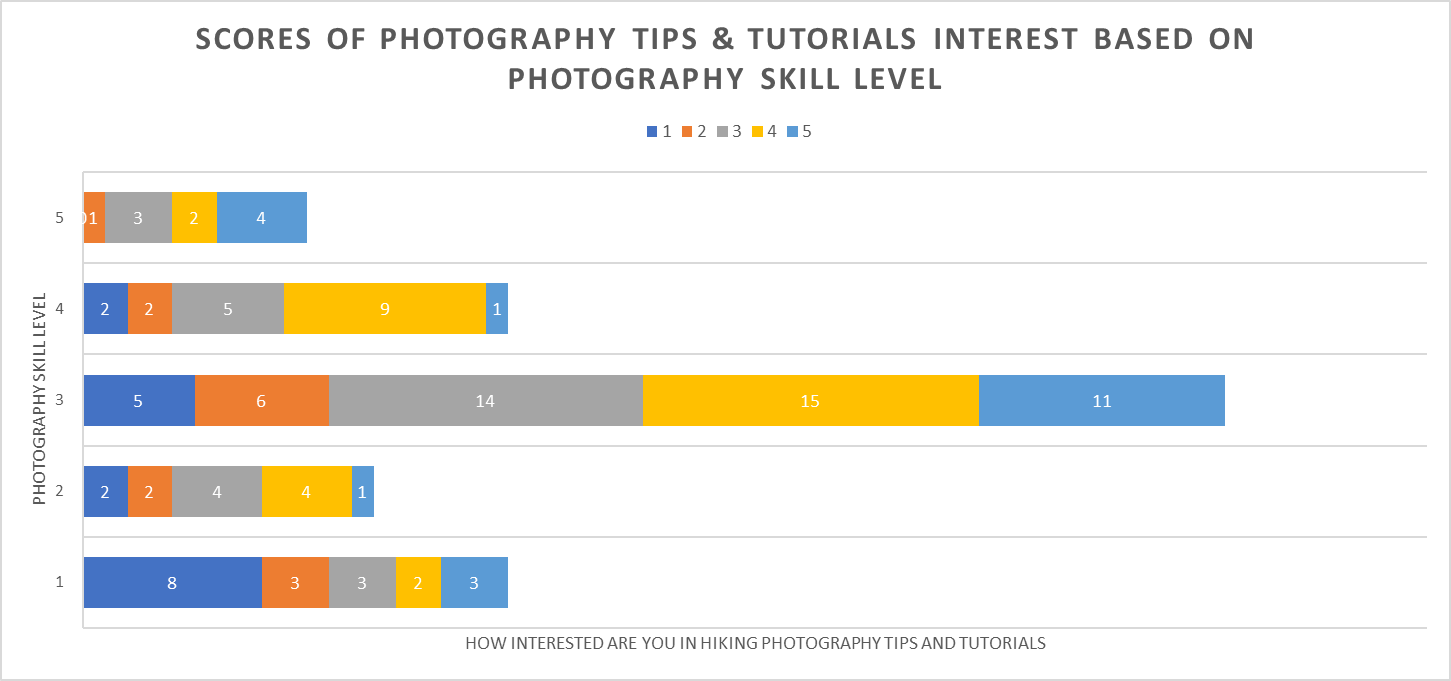 SCORES OF PHOTOGRAPHY TIPS & TUTORIALS INTEREST BASED ON
PHOTOGRAPHY SKILL LEVEL
1 2 3 4 5
PHOTOGRAPHY SKILL LEVEL
5 0 1 3 2 4
4 2 2 5 9 1
3 5 6 14 15 11
2 2 2 4 4 1
1 8 3 3 2 3
HOW INTERESTED ARE YOU IN HIKING PHOTOGRAPHY TIPS AND TUTORIALS